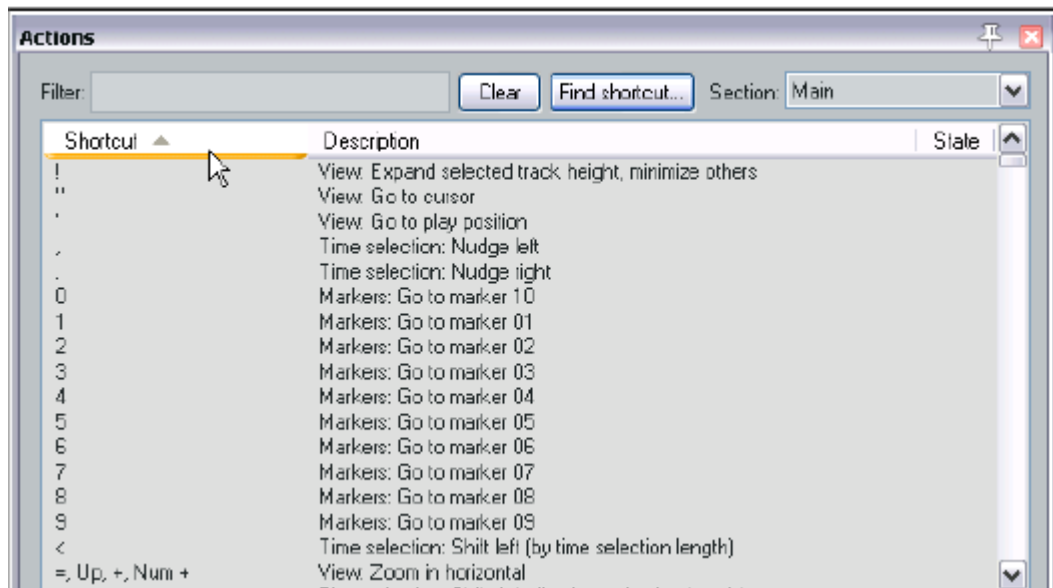 Actions
Filter: Clear Find shortcut... Section: Main
Shortcut Description State
! View: Expand selected track height, minimize others
" View: Go to cursor
' View: Go to play position
, Time selection: Nudge left
. Time selection: Nudge right
0 Markers: Go to marker 10
1 Markers: Go to marker 01
2 Markers: Go to marker 02
3 Markers: Go to marker 03
4 Markers: Go to marker 04
5 Markers: Go to marker 05
6 Markers: Go to marker 06
7 Markers: Go to marker 07
8 Markers: Go to marker 08
9 Markers: Go to marker 09
< Time selection: Shift left (by time selection length)
=, Up, +, Num + View: Zoom in horizontal